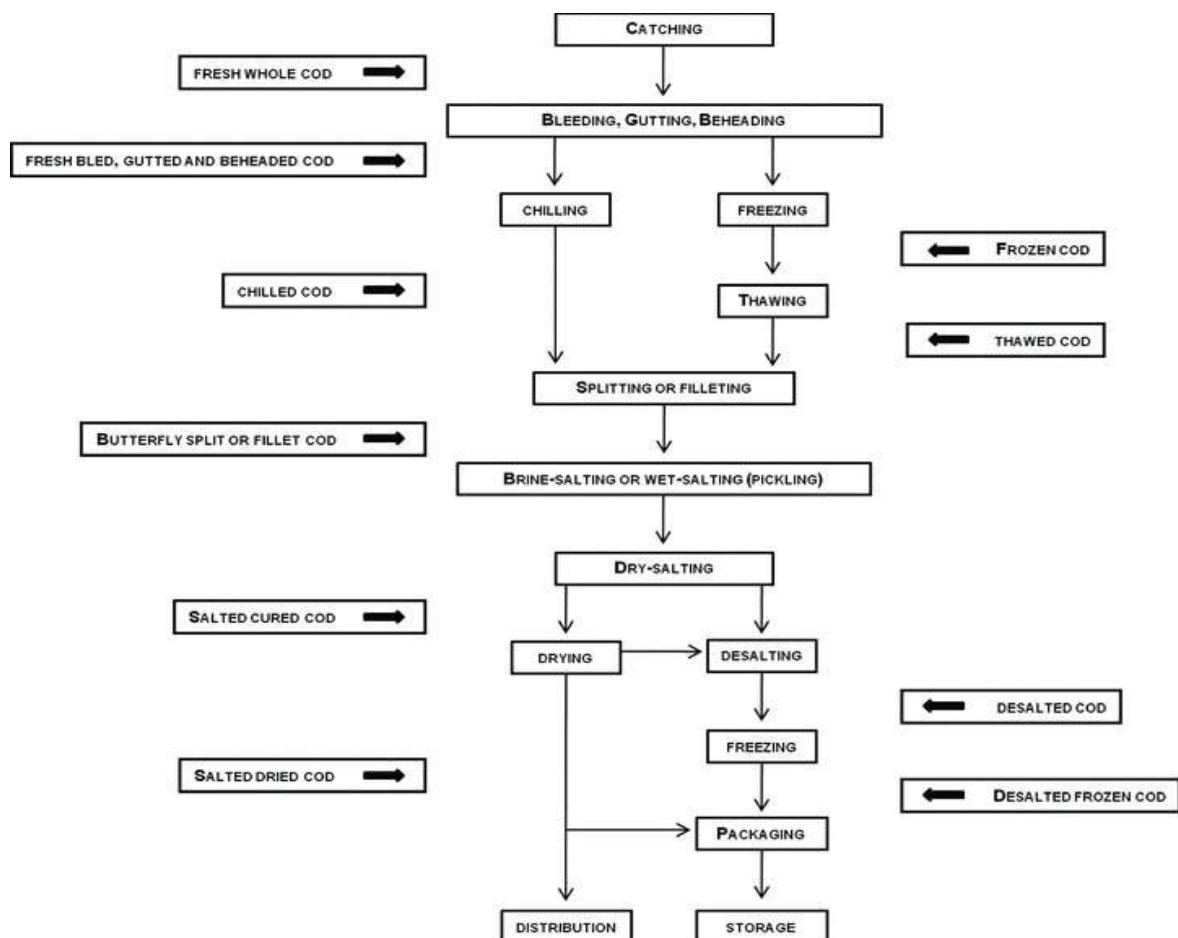 CATCHING
FRESH WHOLE COD
BLEEDING, GUTTING, BEHEADING
FRESH BLED, GUTTED AND BEHEADED COD
CHILLING
FREEZING
FROZEN COD
CHILLED COD
THAWING
THAWED COD
SPLITTING OR FILLETING
BUTTERFLY SPLIT OR FILLET COD
BRINE-SALTING OR WET-SALTING (PICKLING)
DRY-SALTING
SALTED CURED COD
DRYING
DESALTING
DESALTED COD
FREEZING
SALTED DRIED COD
DESALTED FROZEN COD
PACKAGING
DISTRIBUTION
STORAGE